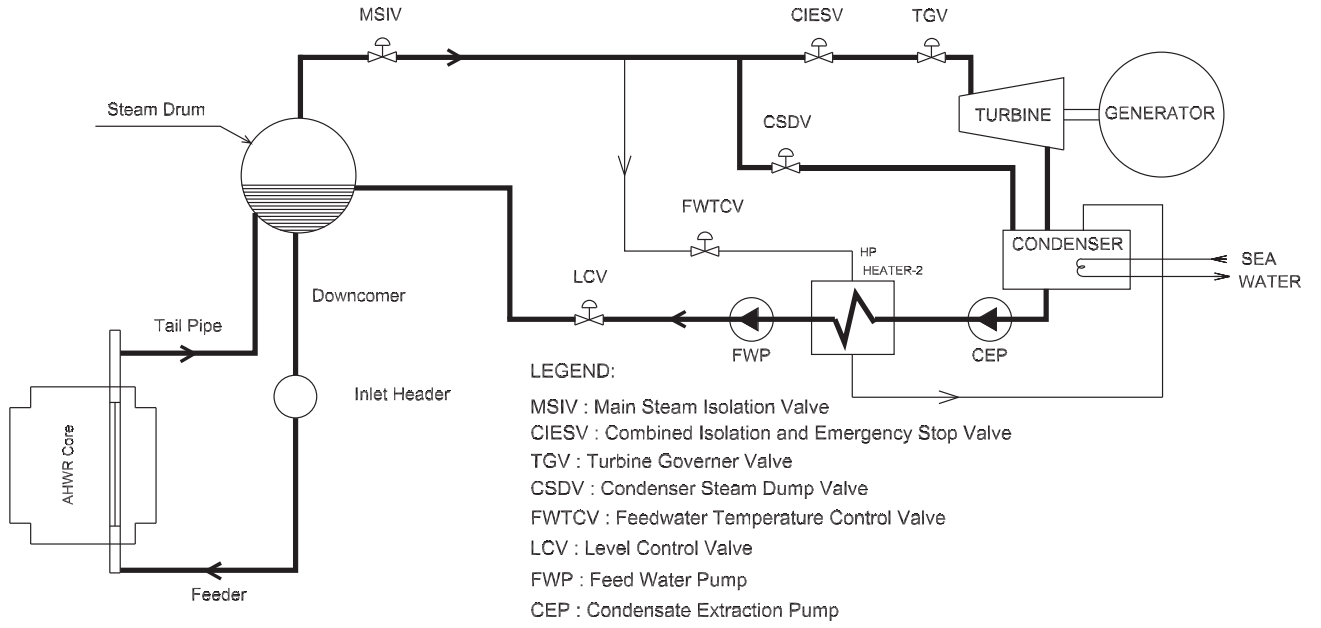 MSIV
CIESV
TGV
Steam Drum
TURBINE
GENERATOR
CSDV
FWTCV
CONDENSER
HP
HEATER-2
SEA
WATER
LCV
Downcomer
Tail Pipe
FWP
CEP
Inlet Header
AHWR Core
Feeder
LEGEND:
MSIV : Main Steam Isolation Valve
CIESV : Combined Isolation and Emergency Stop Valve
TGV : Turbine Governer Valve
CSDV : Condenser Steam Dump Valve
FWTCV : Feedwater Temperature Control Valve
LCV : Level Control Valve
FWP : Feed Water Pump
CEP : Condensate Extraction Pump